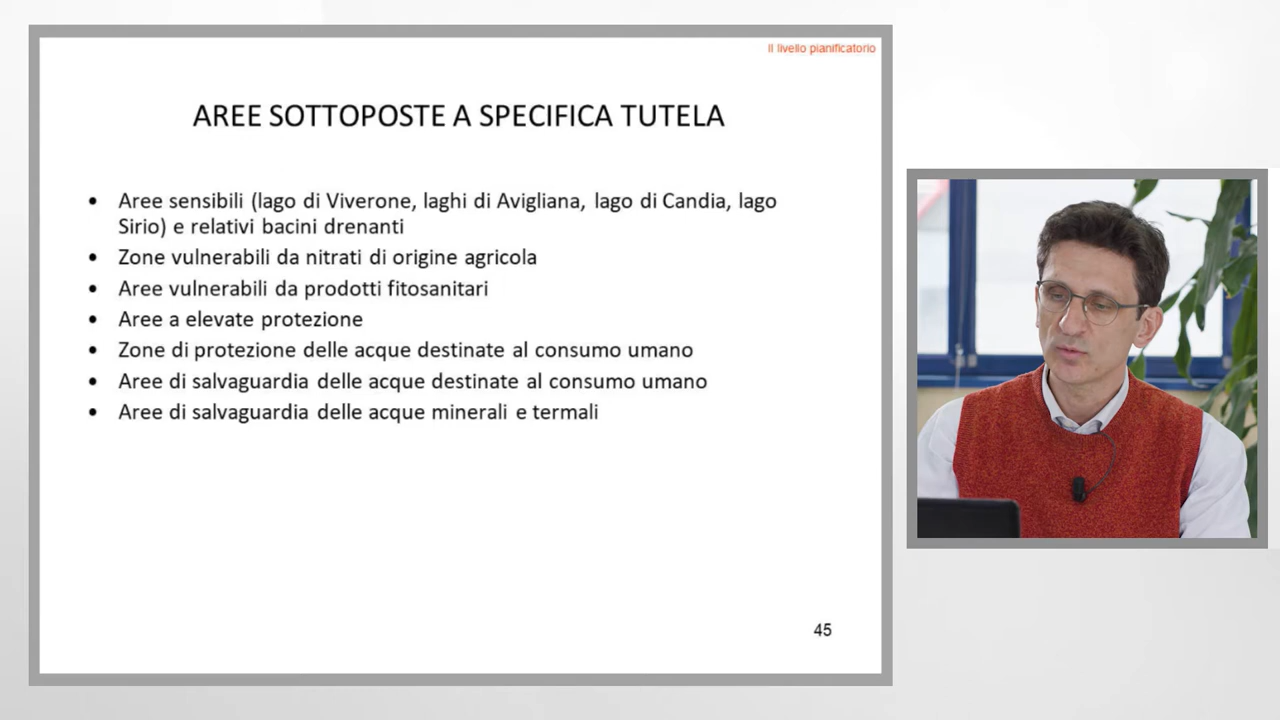 Il livello pianificatorio
AREE SOTTOPOSTE A SPECIFICA TUTELA
• Aree sensibili (lago di Viverone, laghi di Avigliana, lago di Candia, lago
Sirio) e relativi bacini drenanti
• Zone vulnerabili da nitrati di origine agricola
• Aree vulnerabili da prodotti fitosanitari
• Aree a elevate protezione
• Zone di protezione delle acque destinate al consumo umano
• Aree di salvaguardia delle acque destinate al consumo umano
• Aree di salvaguardia delle acque minerali e termali
45